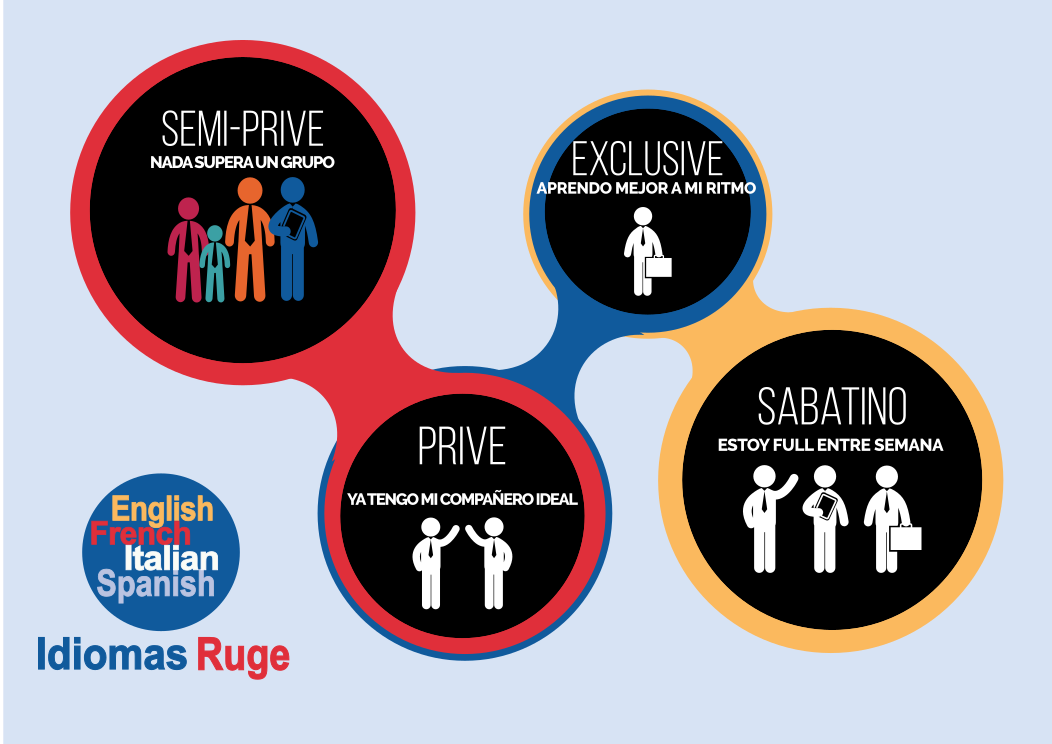 SEMI-PRIVE
NADA SUPERA UN GRUPO
EXCLUSIVE
APRENDO MEJOR A MI RITMO
PRIVE
YA TENGO MI COMPAÑERO IDEAL
SABATINO
ESTOY FULL ENTRE SEMANA
English
French
Italian
Spanish
Idiomas Ruge